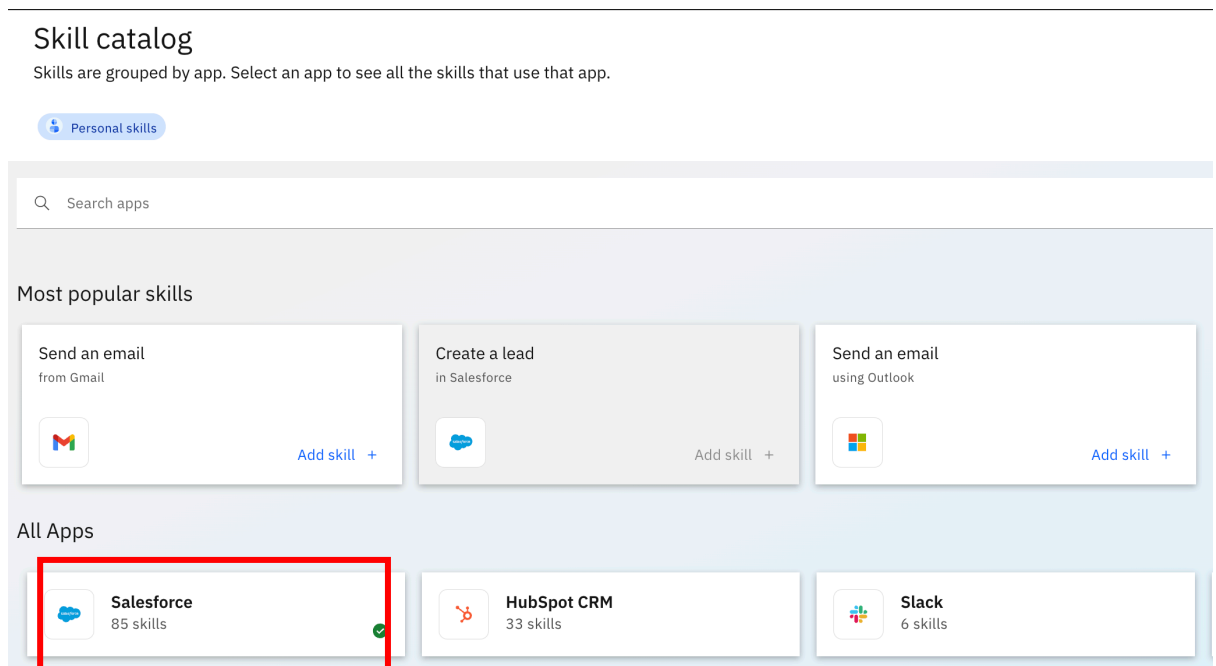 Skill catalog
Skills are grouped by app. Select an app to see all the skills that use that app.
Personal skills
Search apps
Most popular skills
Send an email
from Gmail
Add skill +
Create a lead
in Salesforce
salesforce
Add skill +
Send an email
using Outlook
Add skill +
All Apps
salesforce
Salesforce
85 skills
HubSpot CRM
33 skills
Slack
6 skills